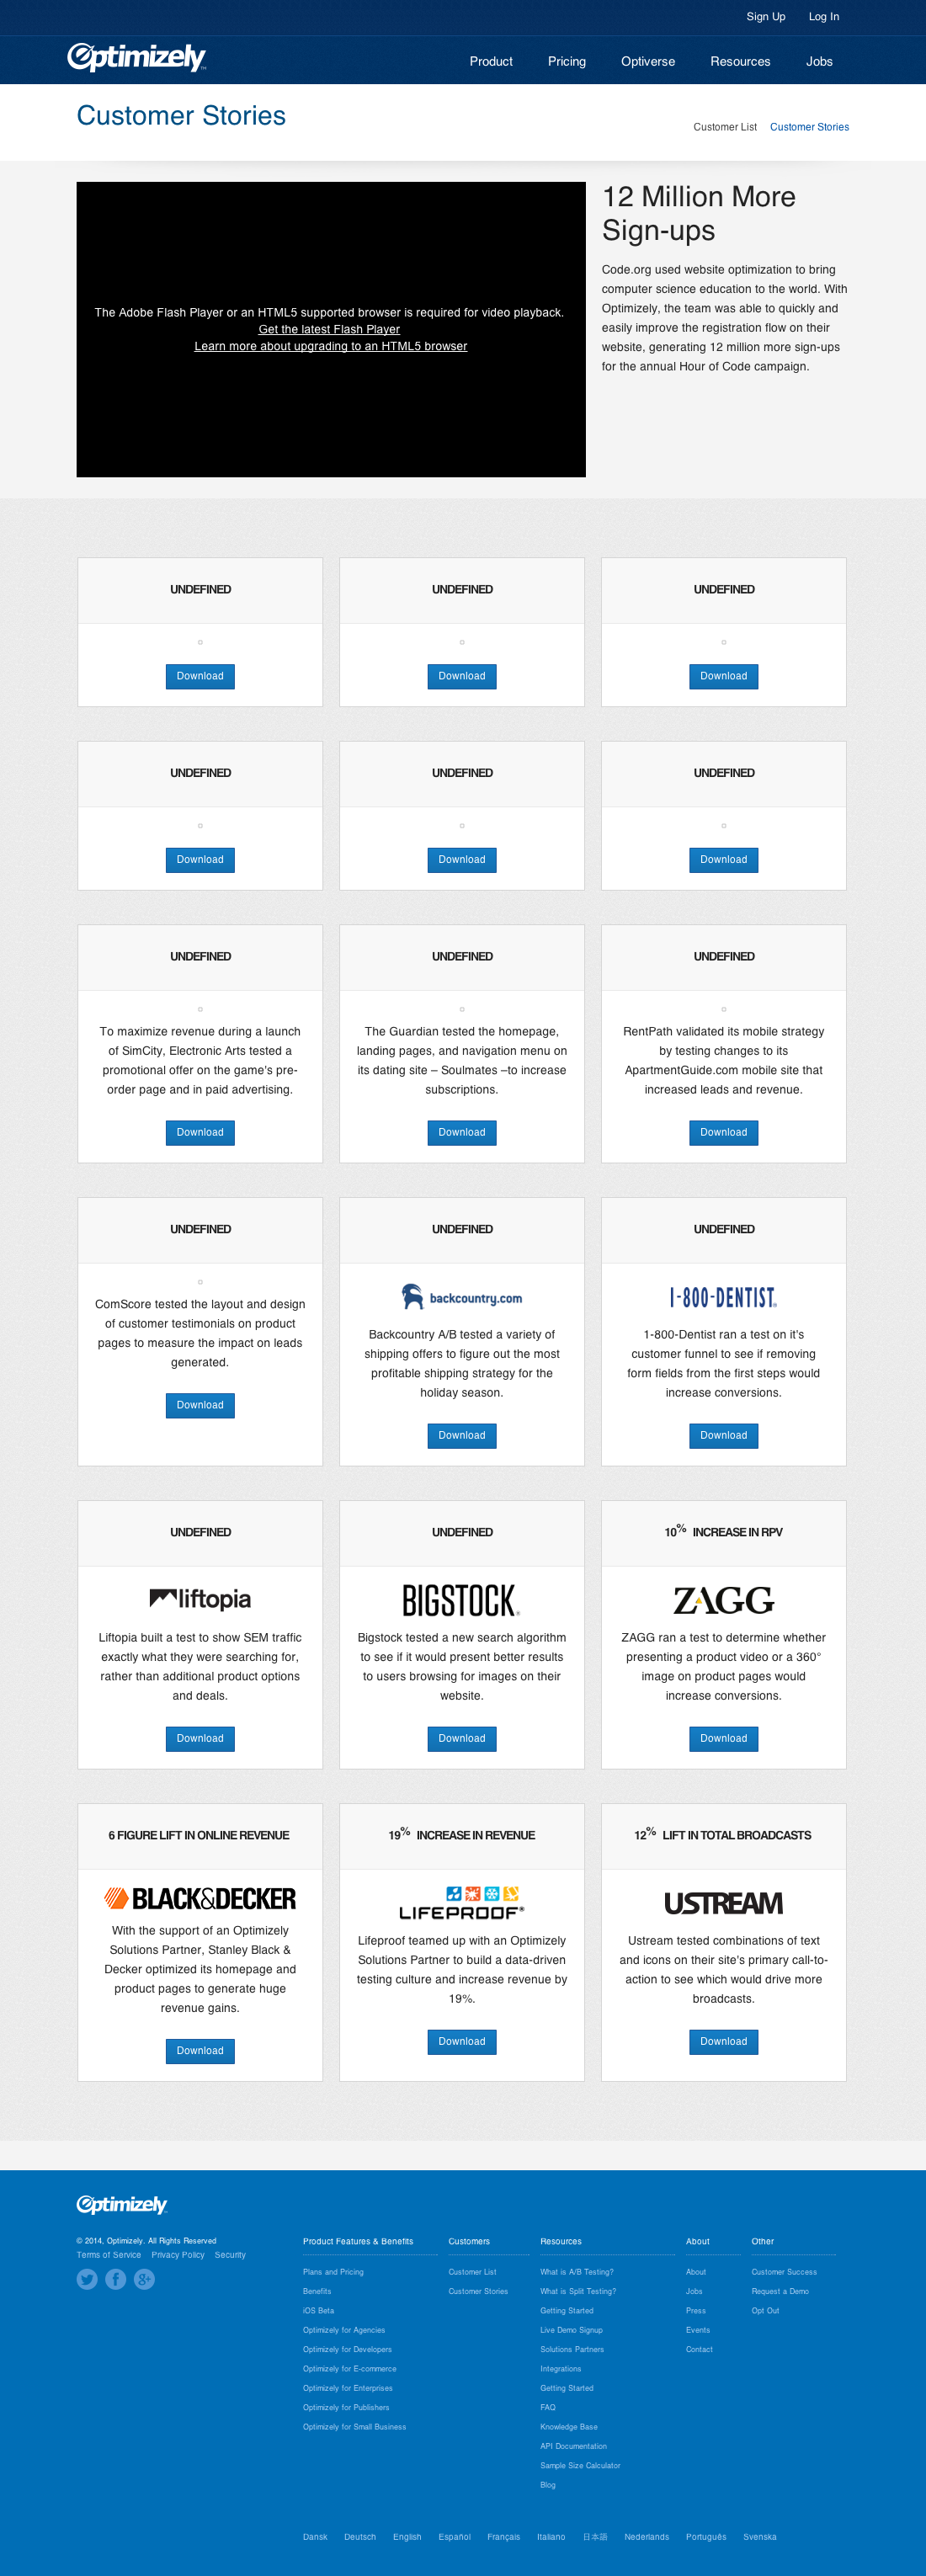 Sign Up Log In
Optimizely
Product Pricing Optiverse Resources Jobs
Customer Stories
Customer List Customer Stories
The Adobe Flash Player or an HTML5 supported browser is required for video playback.
Get the latest Flash Player
Learn more about upgrading to an HTML5 browser
12 Million More
Sign-ups
Code.org used website optimization to bring
computer science education to the world. With
Optimizely, the team was able to quickly and
easily improve the registration flow on their
website, generating 12 million more sign-ups
for the annual Hour of Code campaign.
UNDEFINED
Download
UNDEFINED
Download
UNDEFINED
Download
UNDEFINED
Download
UNDEFINED
Download
UNDEFINED
Download
UNDEFINED
To maximize revenue during a launch
of SimCity, Electronic Arts tested a
promotional offer on the game's pre-
order page and in paid advertising.
Download
UNDEFINED
The Guardian tested the homepage,
landing pages, and navigation menu on
its dating site – Soulmates –to increase
subscriptions.
Download
UNDEFINED
RentPath validated its mobile strategy
by testing changes to its
ApartmentGuide.com mobile site that
increased leads and revenue.
Download
UNDEFINED
ComScore tested the layout and design
of customer testimonials on product
pages to measure the impact on leads
generated.
Download
UNDEFINED
backcountry.com
Backcountry A/B tested a variety of
shipping offers to figure out the most
profitable shipping strategy for the
holiday season.
Download
UNDEFINED
1-800-DENTIST®
1-800-Dentist ran a test on it's
customer funnel to see if removing
form fields from the first steps would
increase conversions.
Download
UNDEFINED
liftopia
Liftopia built a test to show SEM traffic
exactly what they were searching for,
rather than additional product options
and deals.
Download
UNDEFINED
BIGSTOCK®
Bigstock tested a new search algorithm
to see if it would present better results
to users browsing for images on their
website.
Download
10% INCREASE IN RPV
ZAGG
ZAGG ran a test to determine whether
presenting a product video or a 360°
image on product pages would
increase conversions.
Download
6 FIGURE LIFT IN ONLINE REVENUE
BLACK&DECKER
With the support of an Optimizely
Solutions Partner, Stanley Black &
Decker optimized its homepage and
product pages to generate huge
revenue gains.
Download
19% INCREASE IN REVENUE
LIFEPROOF®
Lifeproof teamed up with an Optimizely
Solutions Partner to build a data-driven
testing culture and increase revenue by
19%.
Download
12% LIFT IN TOTAL BROADCASTS
USTREAM
Ustream tested combinations of text
and icons on their site's primary call-to-
action to see which would drive more
broadcasts.
Download
Optimizely
© 2014, Optimizely. All Rights Reserved
Terms of Service Privacy Policy Security
Product Features & Benefits
Plans and Pricing
Benefits
iOS Beta
Optimizely for Agencies
Optimizely for Developers
Optimizely for E-commerce
Optimizely for Enterprises
Optimizely for Publishers
Optimizely for Small Business
Customers
Customer List
Customer Stories
Resources
What is A/B Testing?
What is Split Testing?
Getting Started
Live Demo Signup
Solutions Partners
Integrations
Getting Started
FAQ
Knowledge Base
API Documentation
Sample Size Calculator
Blog
About
About
Jobs
Press
Events
Contact
Other
Customer Success
Request a Demo
Opt Out
Dansk Deutsch English Español Français Italiano 日本語 Nederlands Português Svenska